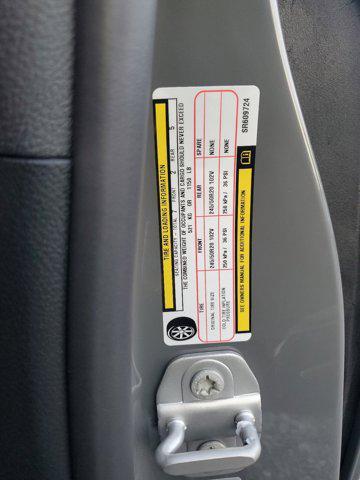 TIRE AND LOADING INFORMATION
SEATING CAPACITY - TOTAL 7 FRONT 2 REAR 5
THE COMBINED WEIGHT OF OCCUPANTS AND CARGO SHOULD NEVER EXCEED
521 KG OR 1150 LB
TIRE FRONT REAR SPARE
ORIGINAL TIRE SIZE 245/50R20 102V 245/50R20 102V NONE
COLD TIRE INFLATION PRESSURE 250 kPa / 36 PSI 250 kPa / 36 PSI NONE
SEE OWNERS MANUAL FOR ADDITIONAL INFORMATION
SR609724